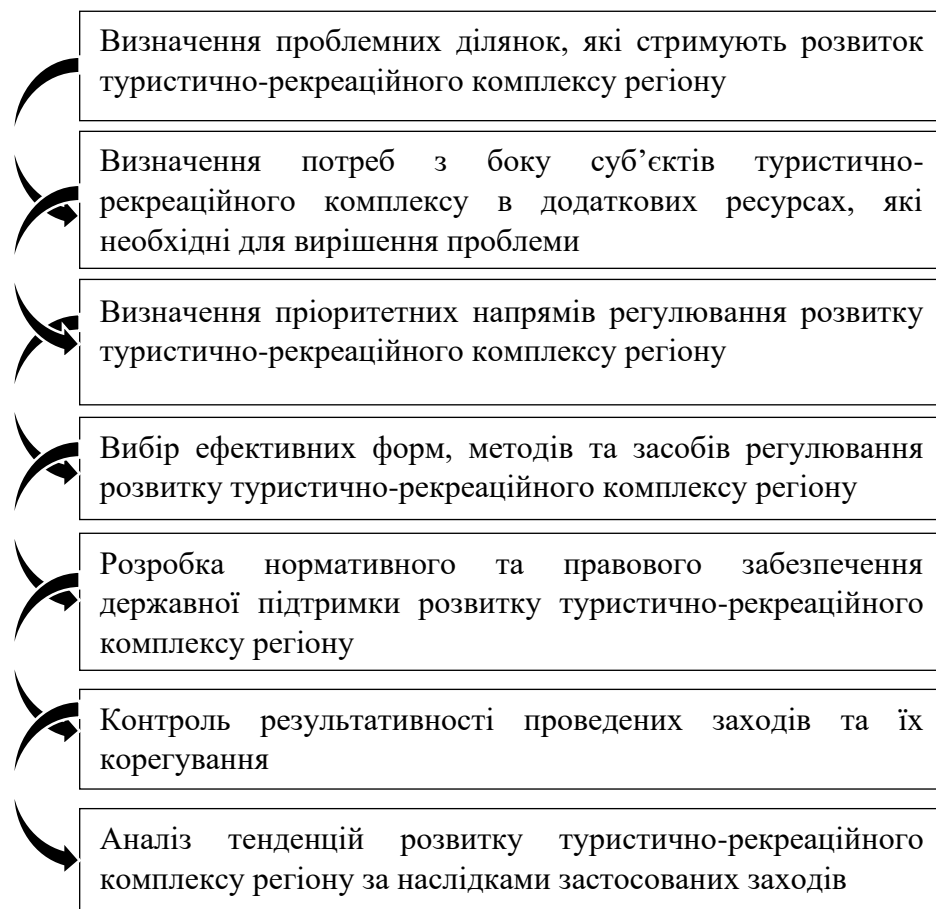 Визначення проблемних ділянок, які стримують розвиток
туристично-рекреаційного комплексу регіону
Визначення потреб з боку суб’єктів туристично-
рекреаційного комплексу в додаткових ресурсах, які
необхідні для вирішення проблеми
Визначення пріоритетних напрямів регулювання розвитку
туристично-рекреаційного комплексу регіону
Вибір ефективних форм, методів та засобів регулювання
розвитку туристично-рекреаційного комплексу регіону
Розробка нормативного та правового забезпечення
державної підтримки розвитку туристично-рекреаційного
комплексу регіону
Контроль результативності проведених заходів та їх
корегування
Аналіз тенденцій розвитку туристично-рекреаційного
комплексу регіону за наслідками застосованих заходів